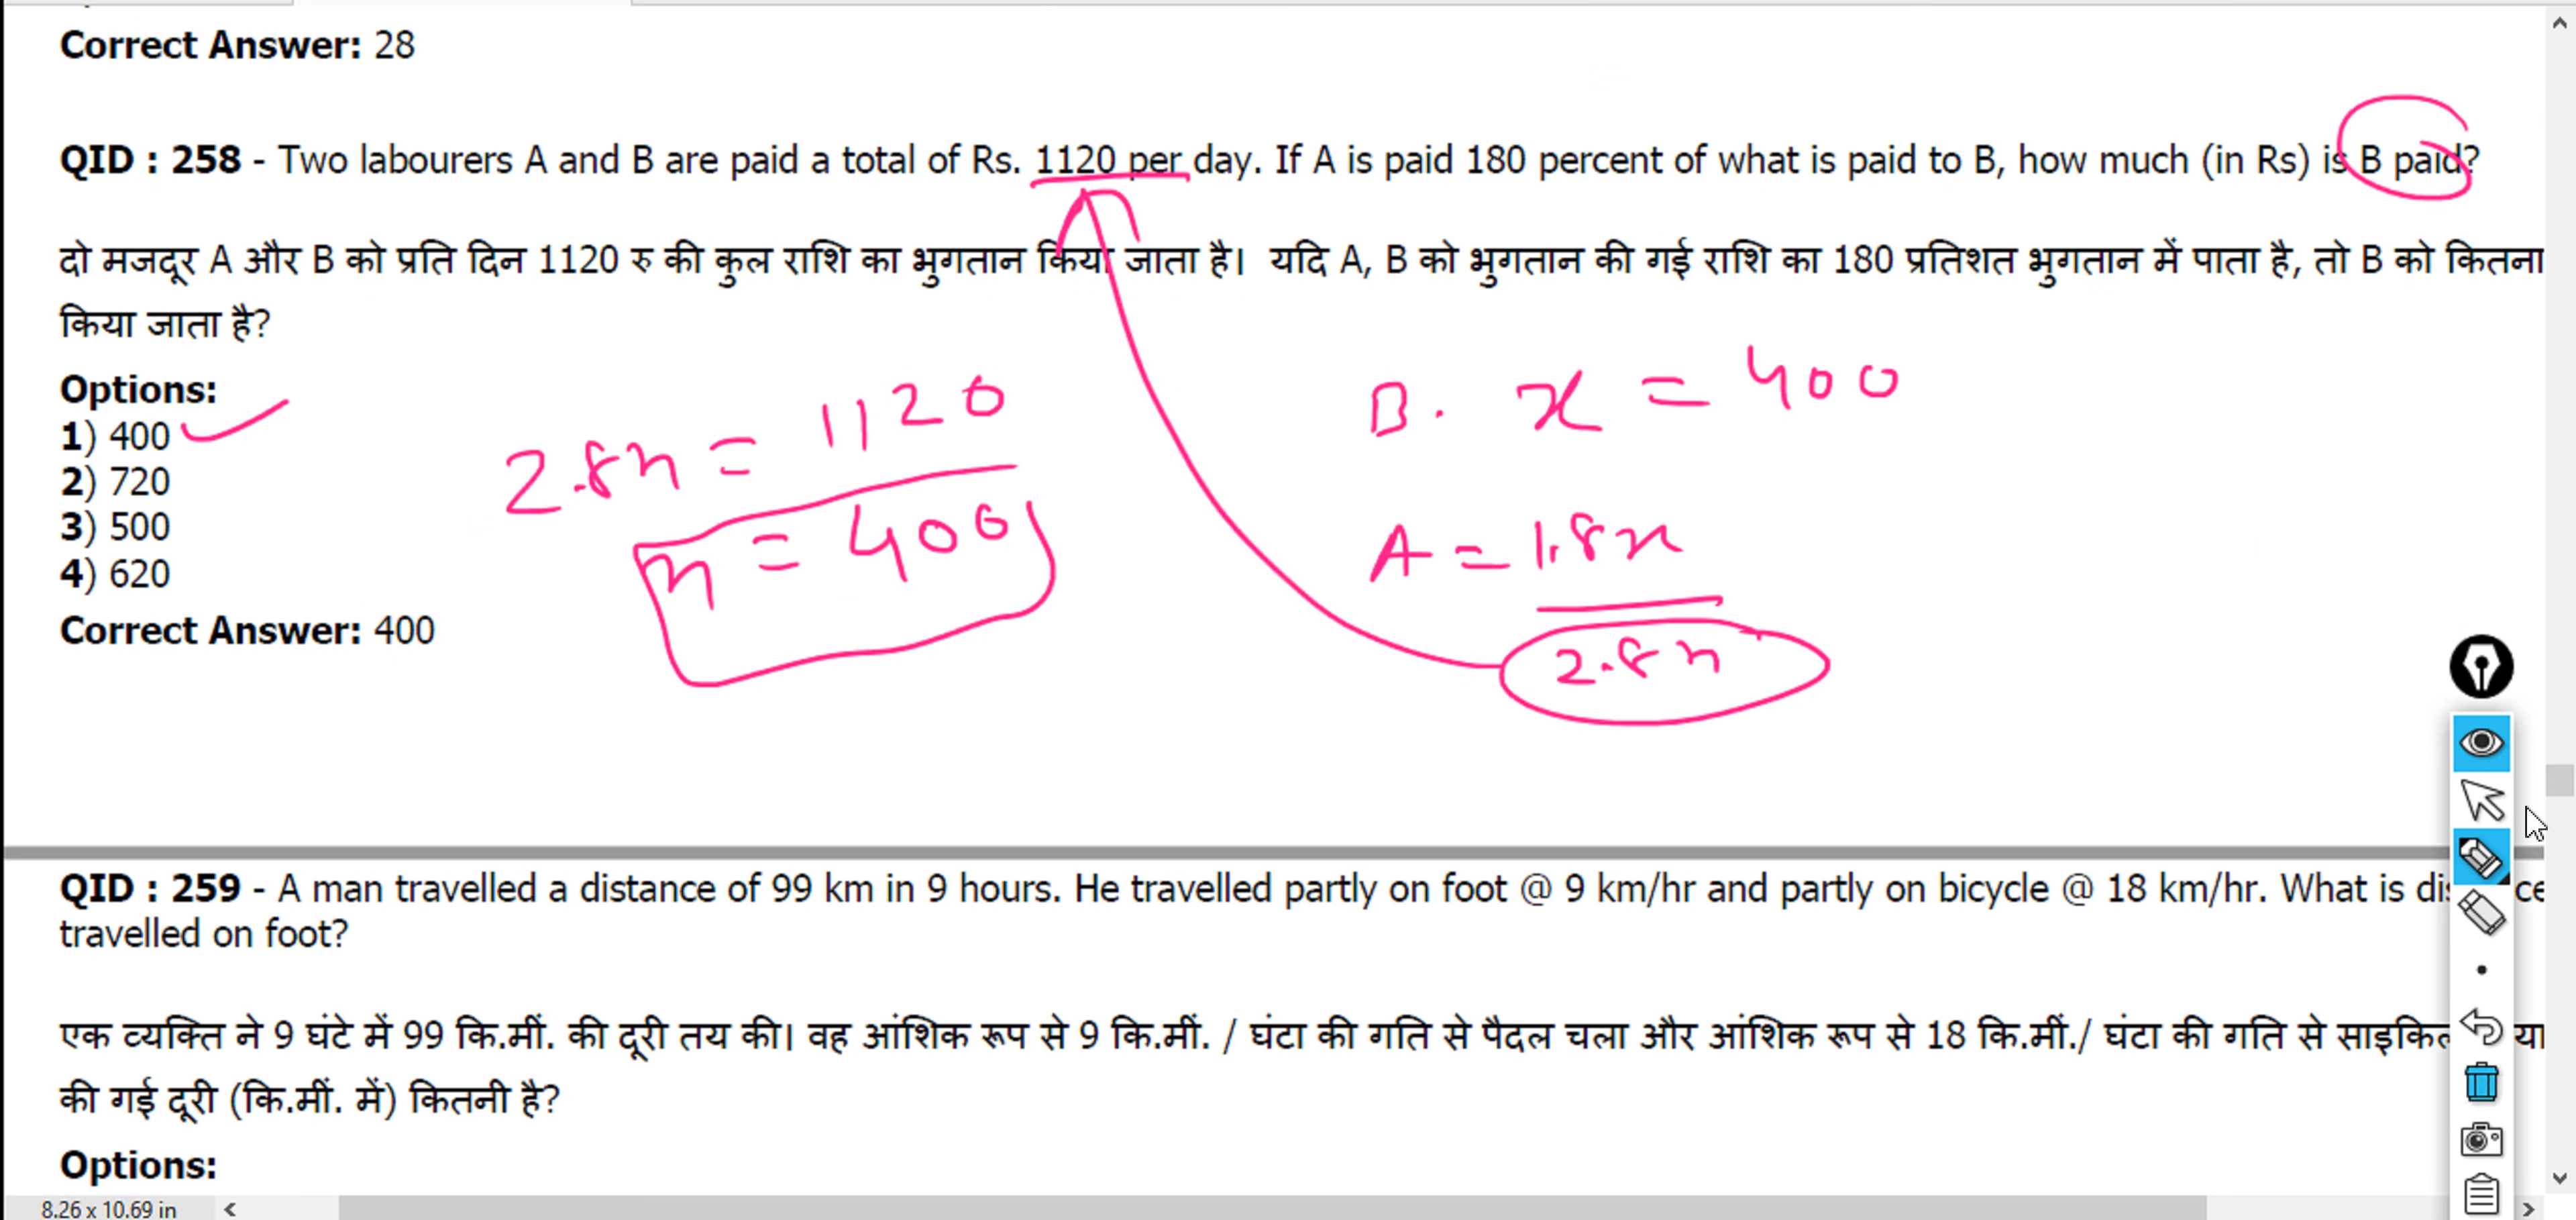 Correct Answer: 28
QID : 258 - Two labourers A and B are paid a total of Rs. 1120 per day. If A is paid 180 percent of what is paid to B, how much (in Rs) is B paid?
दो मजदूर A और B को प्रति दिन 1120 रु की कुल राशि का भुगतान किया जाता है। यदि A, B को भुगतान की गई राशि का 180 प्रतिशत भुगतान में पाता है, तो B को कितना
किया जाता है?
Options:
1) 400
2) 720
3) 500
4) 620
Correct Answer: 400
2.8x = 1120
x = 400
B. x = 400
A = 1.8x
2.8x
QID : 259 - A man travelled a distance of 99 km in 9 hours. He travelled partly on foot @ 9 km/hr and partly on bicycle @ 18 km/hr. What is
travelled on foot?
एक व्यक्ति ने 9 घंटे में 99 कि.मीं. की दूरी तय की। वह आंशिक रूप से 9 कि.मीं. / घंटा की गति से पैदल चला और आंशिक रूप से 18 कि.मीं./ घंटा की गति से
की गई दूरी (कि.मीं. में) कितनी है?
Options:
8.26 x 10.69 in